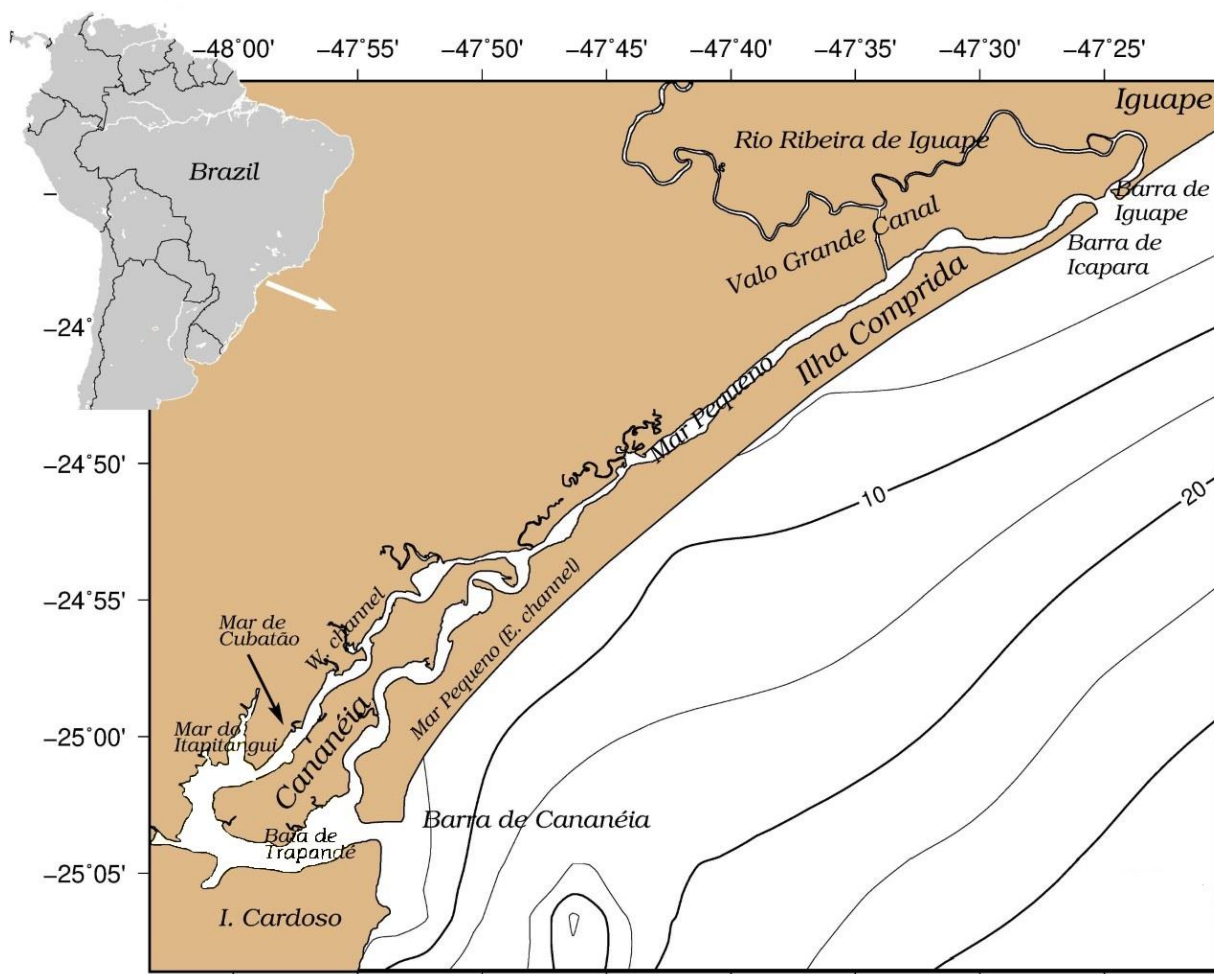 −48°00' −47°55' −47°50' −47°45' −47°40' −47°35' −47°30' −47°25'
Iguape
Rio Ribeira de Iguape
Brazil
Barra de
Iguape
Valo Grande Canal
Barra de
Icapara
Ilha Comprida
−24°
Mar Pequeno
−24°50'
10
20
−24°55'
Mar de
Cubatão
W. channel
Mar Pequeno (E. channel)
−25°00'
Mar do
Itapitangui
Cananéia
Barra de Cananéia
Baía de
Trapandé
−25°05'
I. Cardoso